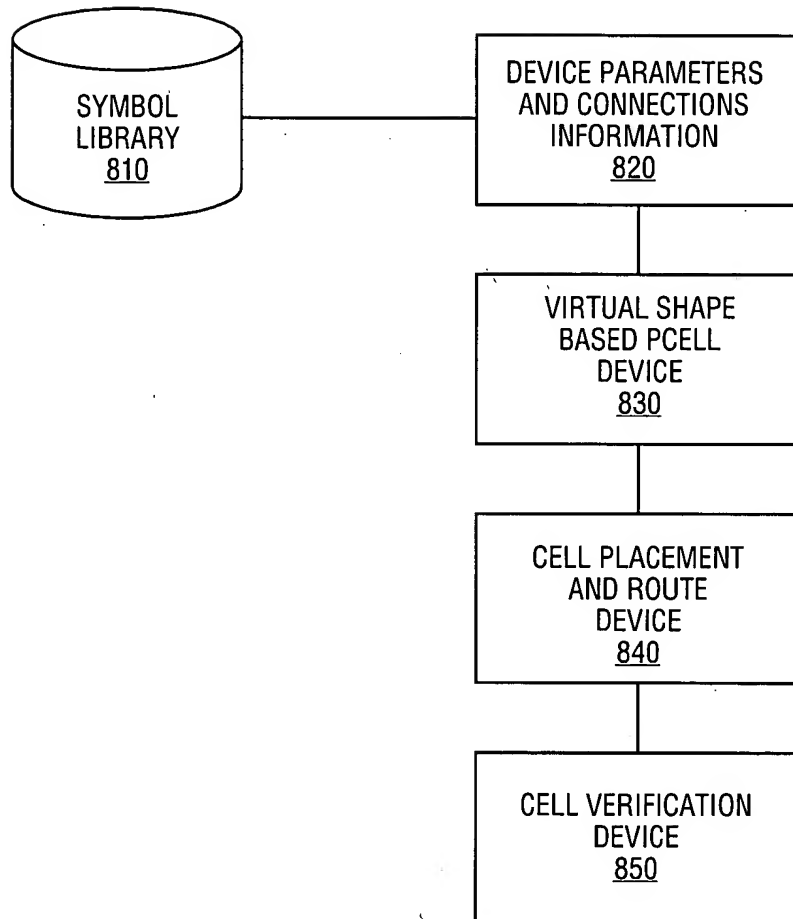 SYMBOL
LIBRARY
810
DEVICE PARAMETERS
AND CONNECTIONS
INFORMATION
820
VIRTUAL SHAPE
BASED PCELL
DEVICE
830
CELL PLACEMENT
AND ROUTE
DEVICE
840
CELL VERIFICATION
DEVICE
850